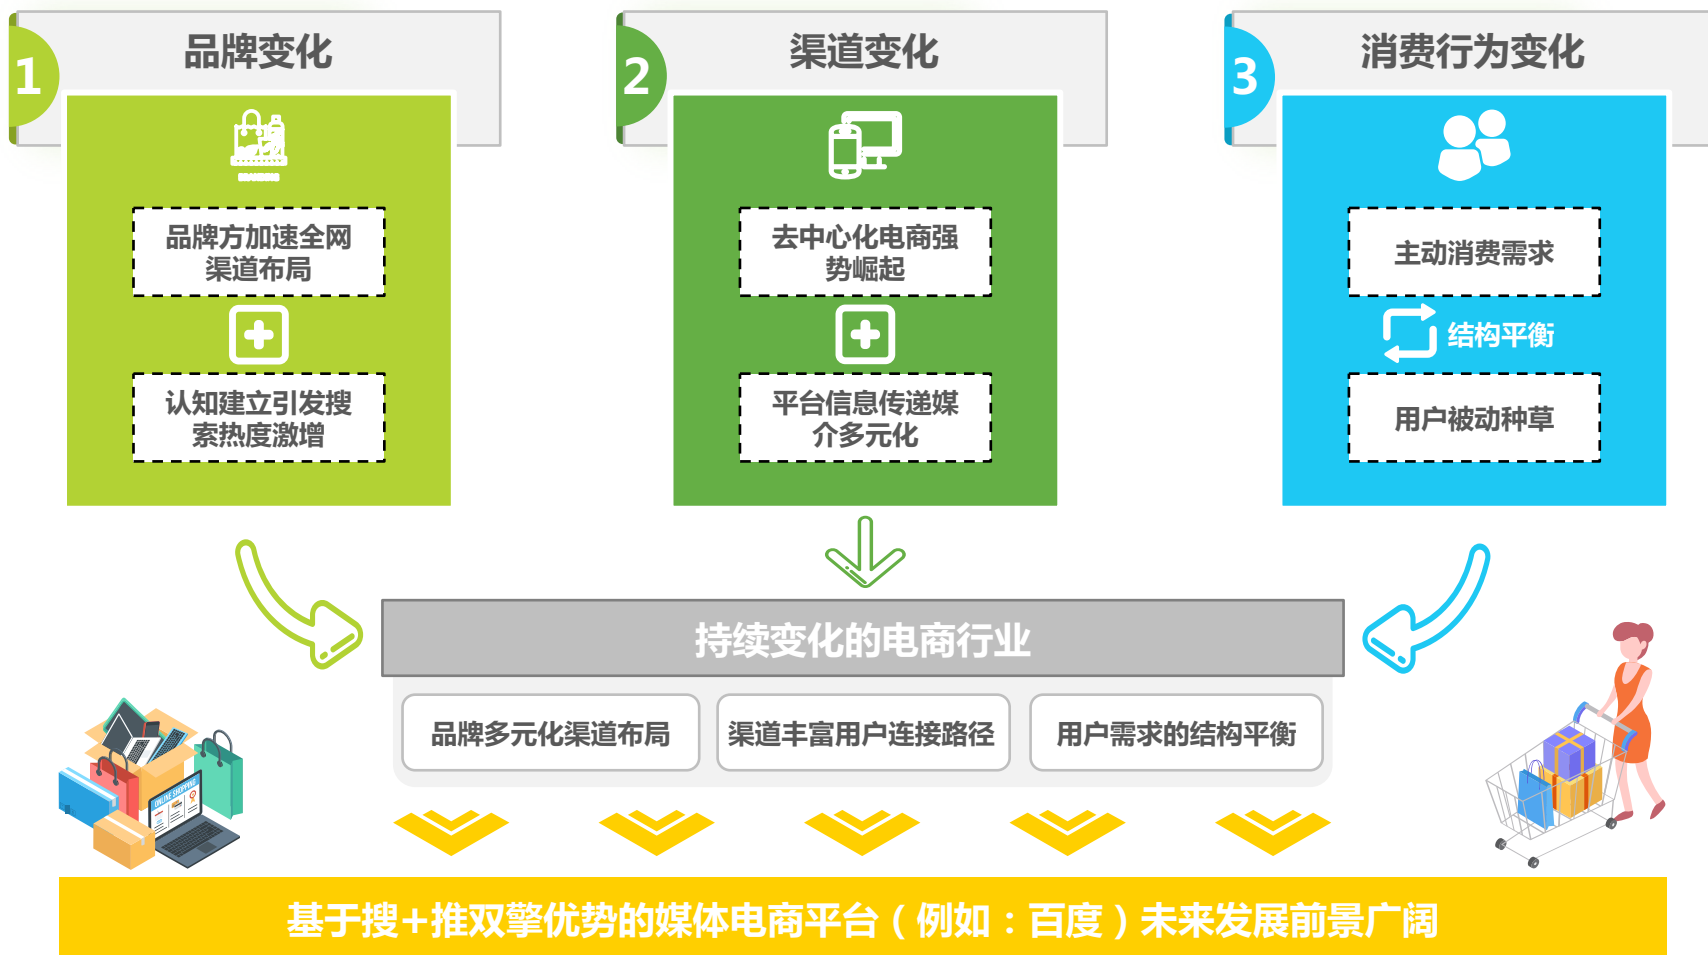 1
品牌变化
2
渠道变化
3
消费行为变化
BRANDING
品牌方加速全网
渠道布局
认知建立引发搜
索热度激增
去中心化电商强
势崛起
平台信息传递媒
介多元化
主动消费需求
结构平衡
用户被动种草
持续变化的电商行业
品牌多元化渠道布局
渠道丰富用户连接路径
用户需求的结构平衡
ONLINE SHOPPING
基于搜+推双擎优势的媒体电商平台（例如：百度）未来发展前景广阔